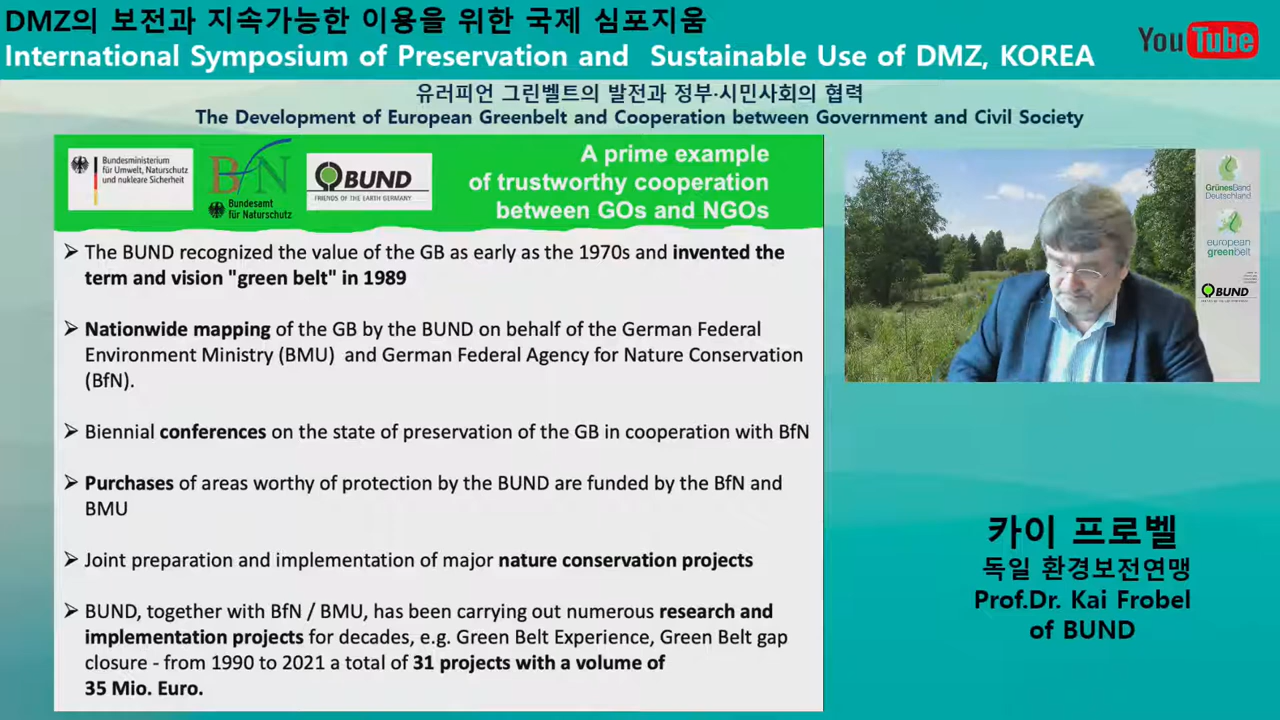 DMZ의 보전과 지속가능한 이용을 위한 국제 심포지움
International Symposium of Preservation and Sustainable Use of DMZ, KOREA
YouTube
유러피언 그린벨트의 발전과 정부·시민사회의 협력
The Development of European Greenbelt and Cooperation between Government and Civil Society
Bundesministerium
für Umwelt, Naturschutz
und nukleare Sicherheit
BfN
Bundesamt
für Naturschutz
BUND
FRIENDS OF THE EARTH GERMANY
A prime example
of trustworthy cooperation
between GOs and NGOs
➢ The BUND recognized the value of the GB as early as the 1970s and invented the
term and vision "green belt" in 1989
➢ Nationwide mapping of the GB by the BUND on behalf of the German Federal
Environment Ministry (BMU) and German Federal Agency for Nature Conservation
(BfN).
➢ Biennial conferences on the state of preservation of the GB in cooperation with BfN
➢ Purchases of areas worthy of protection by the BUND are funded by the BfN and
BMU
➢ Joint preparation and implementation of major nature conservation projects
➢ BUND, together with BfN / BMU, has been carrying out numerous research and
implementation projects for decades, e.g. Green Belt Experience, Green Belt gap
closure - from 1990 to 2021 a total of 31 projects with a volume of
35 Mio. Euro.
GrünesBand
Deutschland
european
greenbelt
BUND
카이 프로벨
독일 환경보전연맹
Prof.Dr. Kai Frobel
of BUND